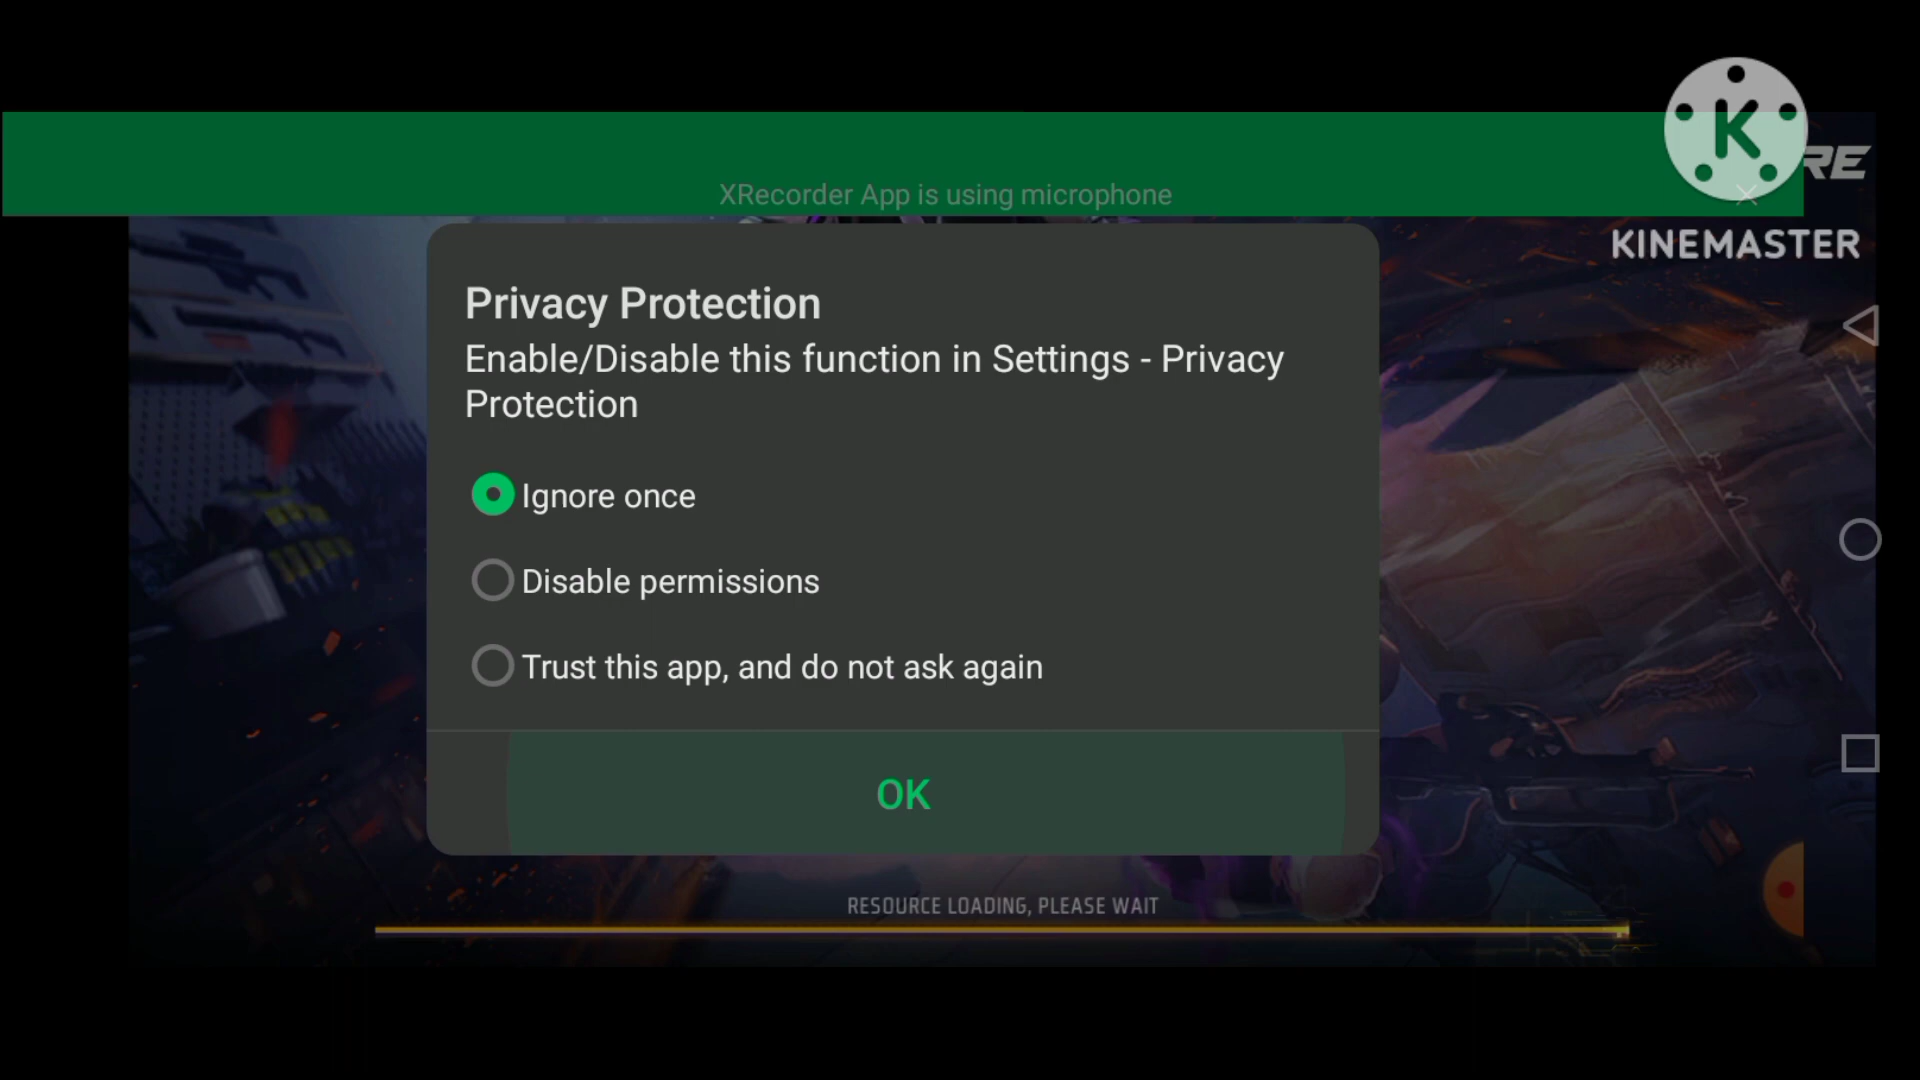 K
RE
XRecorder App is using microphone
KINEMASTER
Privacy Protection
Enable/Disable this function in Settings - Privacy
Protection
Ignore once
Disable permissions
Trust this app, and do not ask again
OK
RESOURCE LOADING, PLEASE WAIT